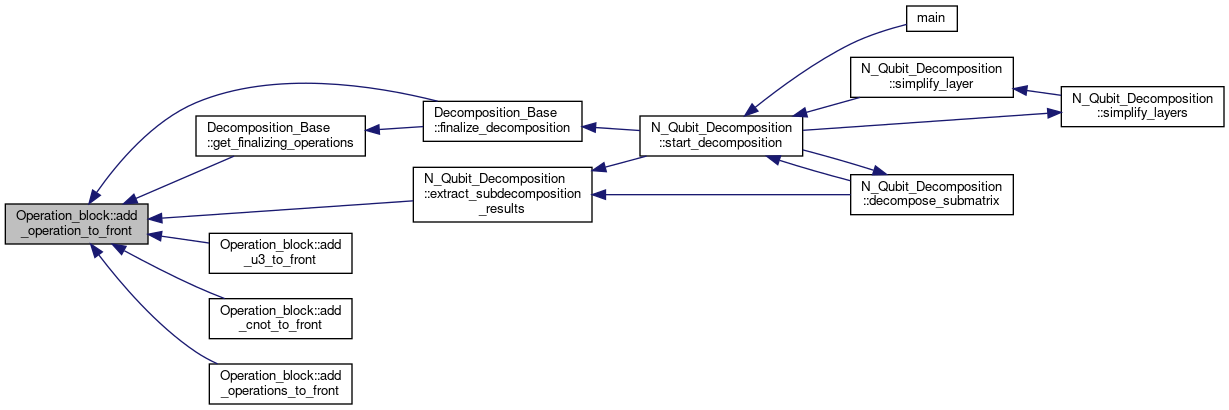 main
N_Qubit_Decomposition
::simplify_layer
N_Qubit_Decomposition
::simplify_layers
Decomposition_Base
::finalize_decomposition
Decomposition_Base
::get_finalizing_operations
N_Qubit_Decomposition
::start_decomposition
N_Qubit_Decomposition
::extract_subdecomposition
_results
N_Qubit_Decomposition
::decompose_submatrix
Operation_block::add
_operation_to_front
Operation_block::add
_u3_to_front
Operation_block::add
_cnot_to_front
Operation_block::add
_operations_to_front